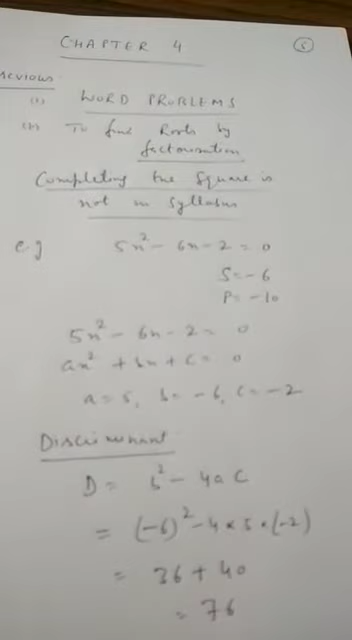 CHAPTER 4
5
(i) WORD PROBLEMS
(ii) To find Roots by
factorisation
Completing the Square is
not in Syllabus
eg 5x² - 6x - 2 = 0
S = -6
P = -10
5x² - 6x - 2 = 0
ax² + bx + c = 0
a = 5, b = -6, c = -2
Discriminant
D = b² - 4ac
= (-6)² - 4 × 5 × (-2)
= 36 + 40
= 76